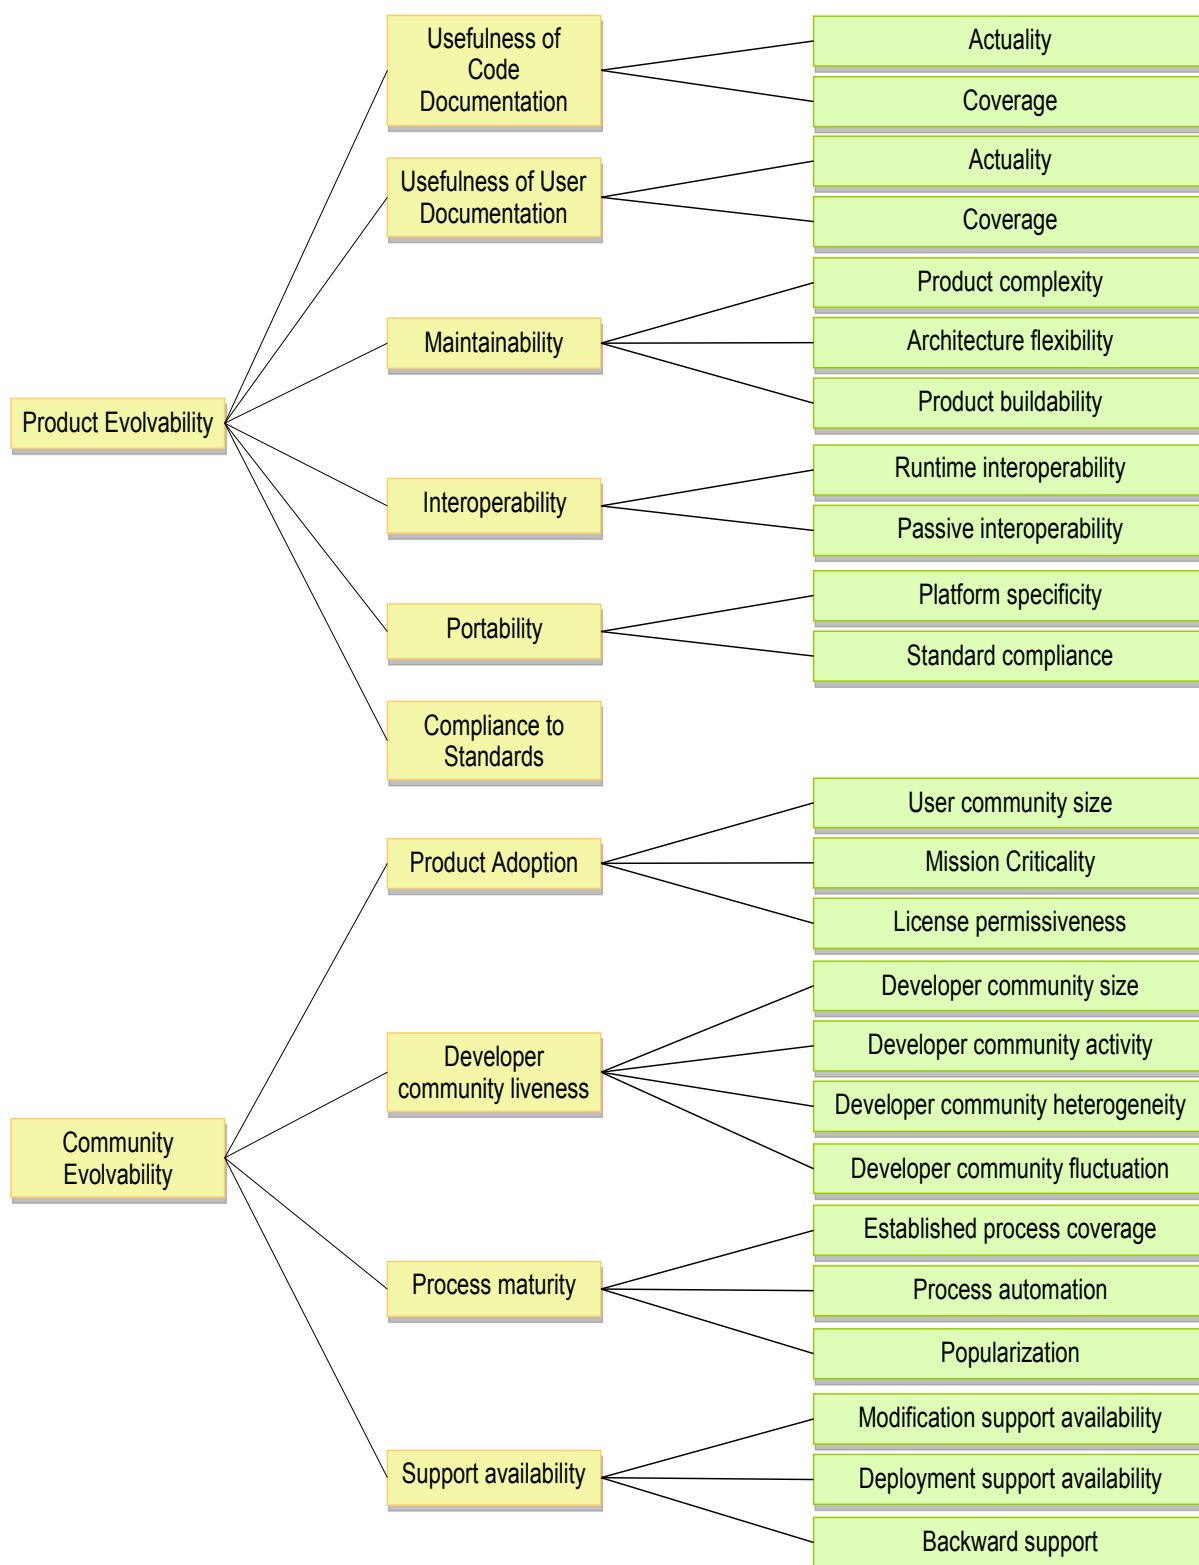 Usefulness of
Code
Documentation
Actuality
Coverage
Usefulness of User
Documentation
Actuality
Coverage
Maintainability
Product complexity
Architecture flexibility
Product buildability
Product Evolvability
Interoperability
Runtime interoperability
Passive interoperability
Portability
Platform specificity
Standard compliance
Compliance to
Standards
Product Adoption
User community size
Mission Criticality
License permissiveness
Developer
community liveness
Developer community size
Developer community activity
Developer community heterogeneity
Developer community fluctuation
Community
Evolvability
Process maturity
Established process coverage
Process automation
Popularization
Support availability
Modification support availability
Deployment support availability
Backward support